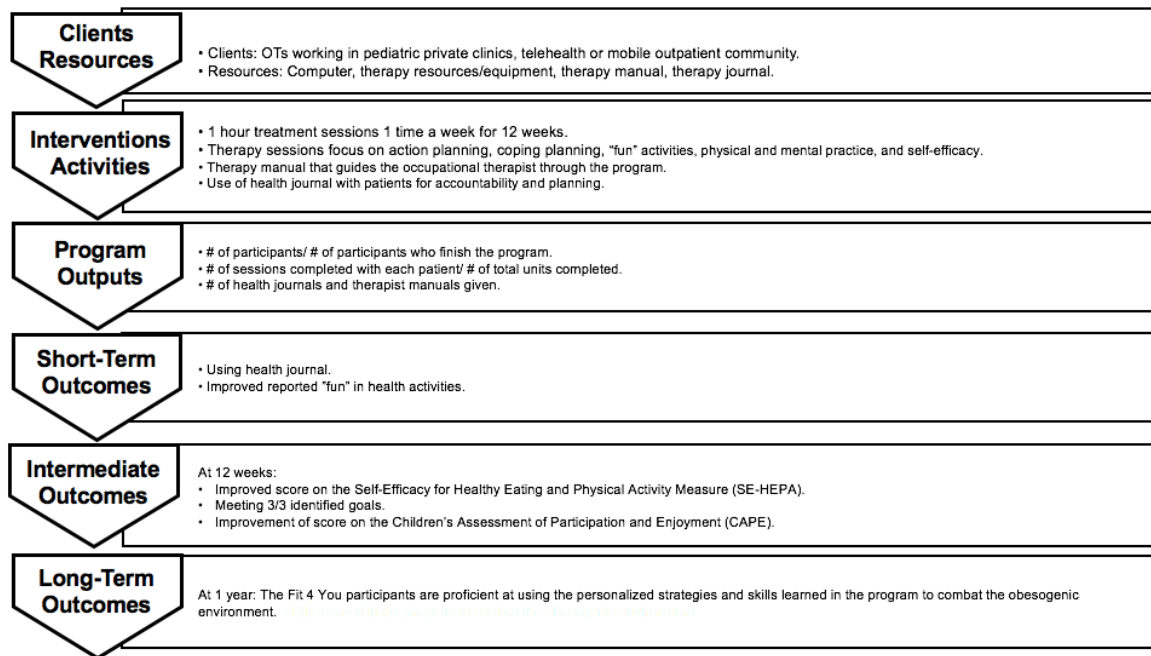 Clients
Resources
• Clients: OTs working in pediatric private clinics, telehealth or mobile outpatient community.
• Resources: Computer, therapy resources/equipment, therapy manual, therapy journal.
Interventions
Activities
• 1 hour treatment sessions 1 time a week for 12 weeks.
• Therapy sessions focus on action planning, coping planning, “fun” activities, physical and mental practice, and self-efficacy.
• Therapy manual that guides the occupational therapist through the program.
• Use of health journal with patients for accountability and planning.
Program
Outputs
• # of participants/ # of participants who finish the program.
• # of sessions completed with each patient/ # of total units completed.
• # of health journals and therapist manuals given.
Short-Term
Outcomes
• Using health journal.
• Improved reported "fun" in health activities.
Intermediate
Outcomes
At 12 weeks:
• Improved score on the Self-Efficacy for Healthy Eating and Physical Activity Measure (SE-HEPA).
• Meeting 3/3 identified goals.
• Improvement of score on the Children’s Assessment of Participation and Enjoyment (CAPE).
Long-Term
Outcomes
At 1 year: The Fit 4 You participants are proficient at using the personalized strategies and skills learned in the program to combat the obesogenic
environment.